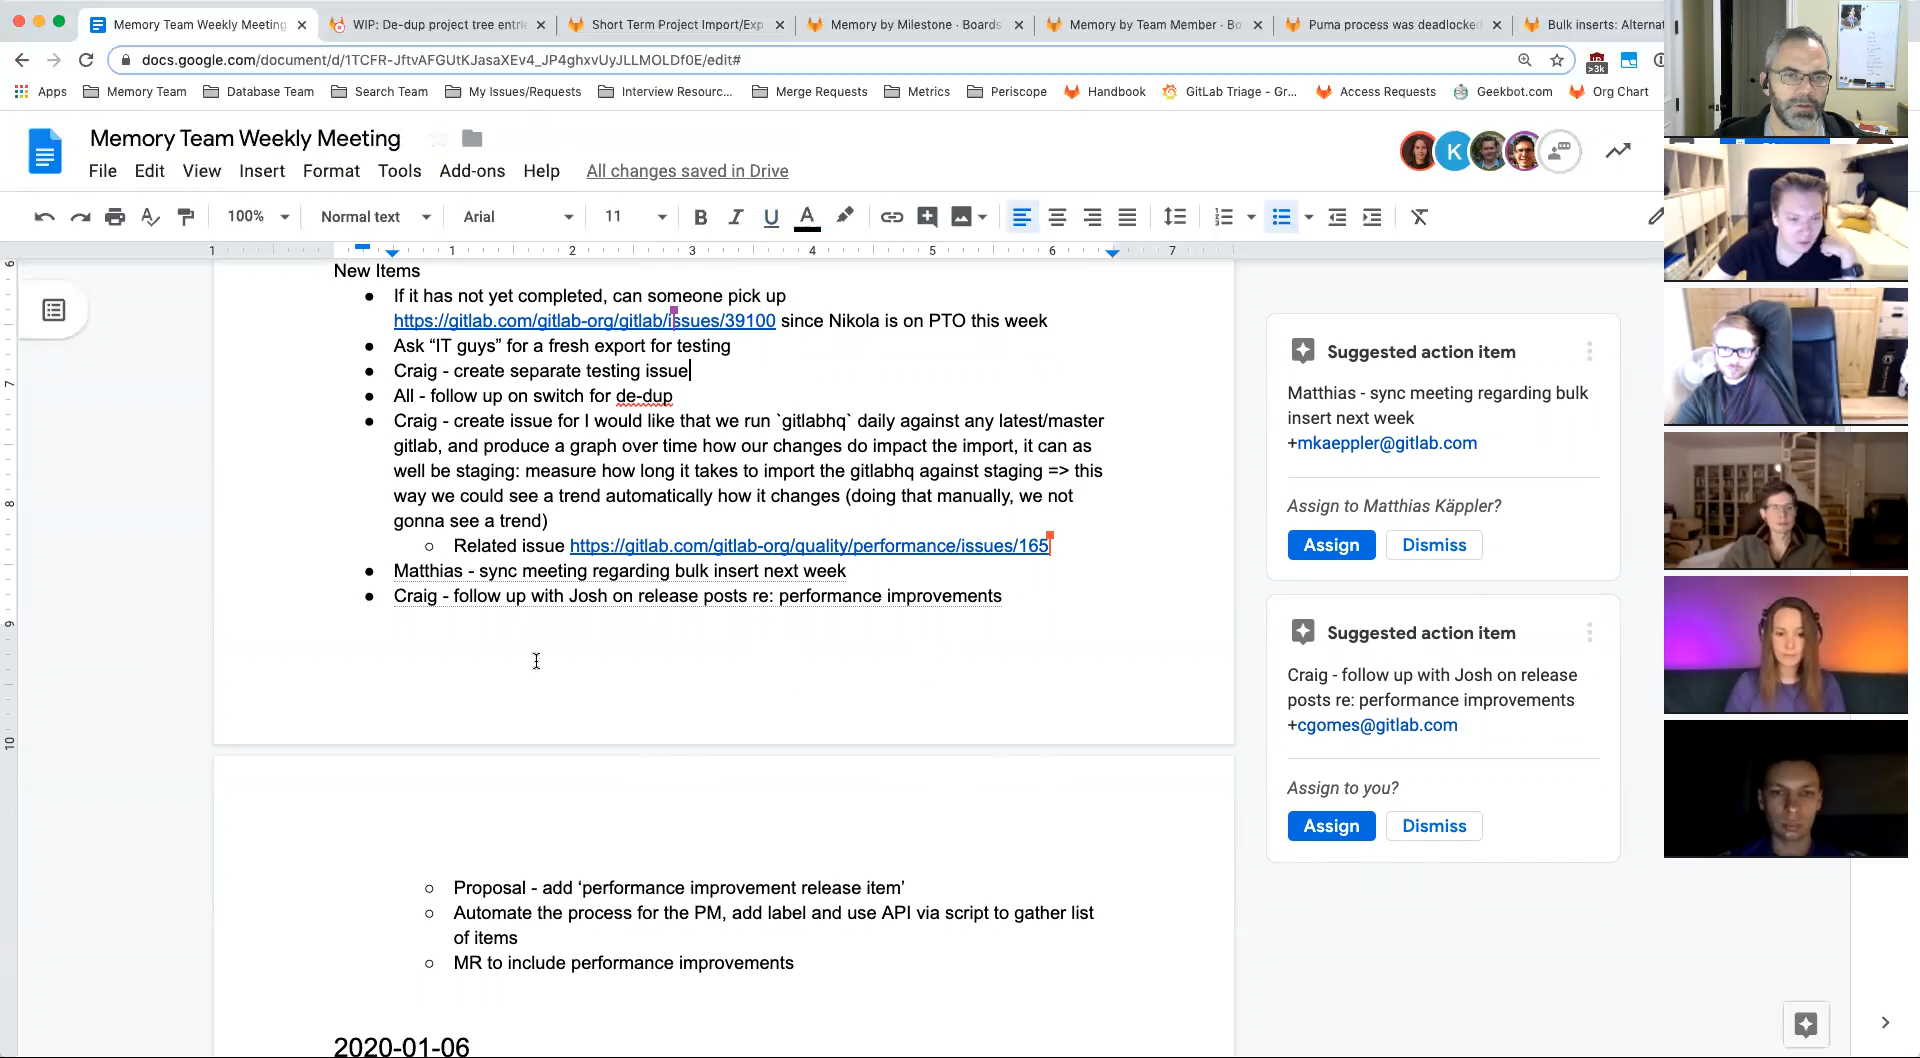 Memory Team Weekly Meeting
WIP: De-dup project tree entrie
Short Term Project Import/Exp
Memory by Milestone · Boards
Memory by Team Member · Bo
Puma process was deadlocked
Bulk inserts: Alternat
docs.google.com/document/d/1TCFR-JftvAFGUtKJasaXEv4_JP4ghxvUyJLLMOLDf0E/edit#
>3k
Apps
Memory Team
Database Team
Search Team
My Issues/Requests
Interview Resourc...
Merge Requests
Metrics
Periscope
Handbook
GitLab Triage - Gr...
Access Requests
Geekbot.com
Org Chart
Memory Team Weekly Meeting
File Edit View Insert Format Tools Add-ons Help All changes saved in Drive
K
100% Normal text Arial 11 B I U A
1 1 2 3 4 5 6 7
6
7
8
9
10
New Items
● If it has not yet completed, can someone pick up
https://gitlab.com/gitlab-org/gitlab/issues/39100 since Nikola is on PTO this week
● Ask “IT guys” for a fresh export for testing
● Craig - create separate testing issue
● All - follow up on switch for de-dup
● Craig - create issue for I would like that we run `gitlabhq` daily against any latest/master
gitlab, and produce a graph over time how our changes do impact the import, it can as
well be staging: measure how long it takes to import the gitlabhq against staging => this
way we could see a trend automatically how it changes (doing that manually, we not
gonna see a trend)
○ Related issue https://gitlab.com/gitlab-org/quality/performance/issues/165
● Matthias - sync meeting regarding bulk insert next week
● Craig - follow up with Josh on release posts re: performance improvements
○ Proposal - add ‘performance improvement release item’
○ Automate the process for the PM, add label and use API via script to gather list
of items
○ MR to include performance improvements
2020-01-06
Suggested action item
Matthias - sync meeting regarding bulk
insert next week
+mkaeppler@gitlab.com
Assign to Matthias Käppler?
Assign Dismiss
Suggested action item
Craig - follow up with Josh on release
posts re: performance improvements
+cgomes@gitlab.com
Assign to you?
Assign Dismiss